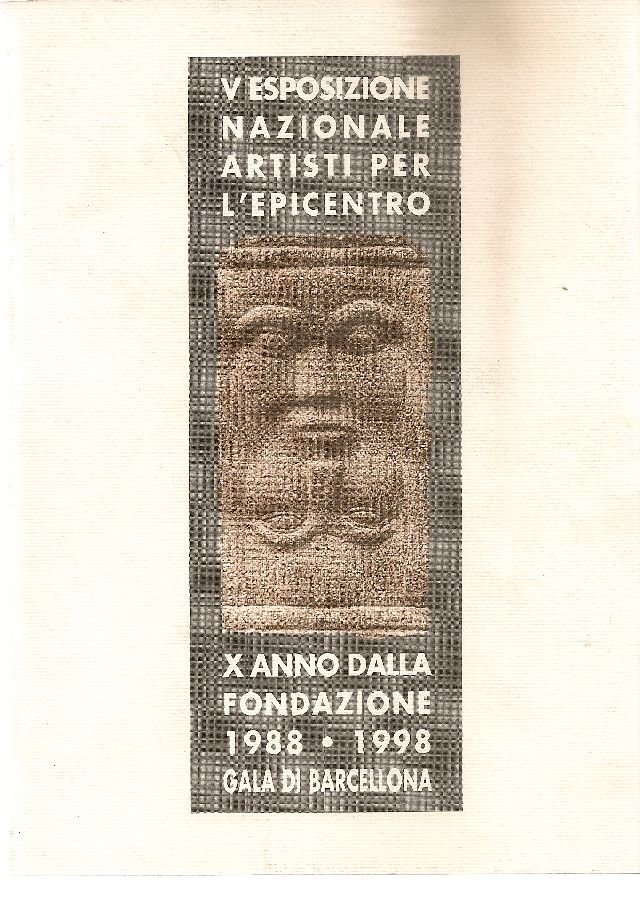 V ESPOSIZIONE
NAZIONALE
ARTISTI PER
L'EPICENTRO
X ANNO DALLA
FONDAZIONE
1988 • 1998
GALA DI BARCELLONA